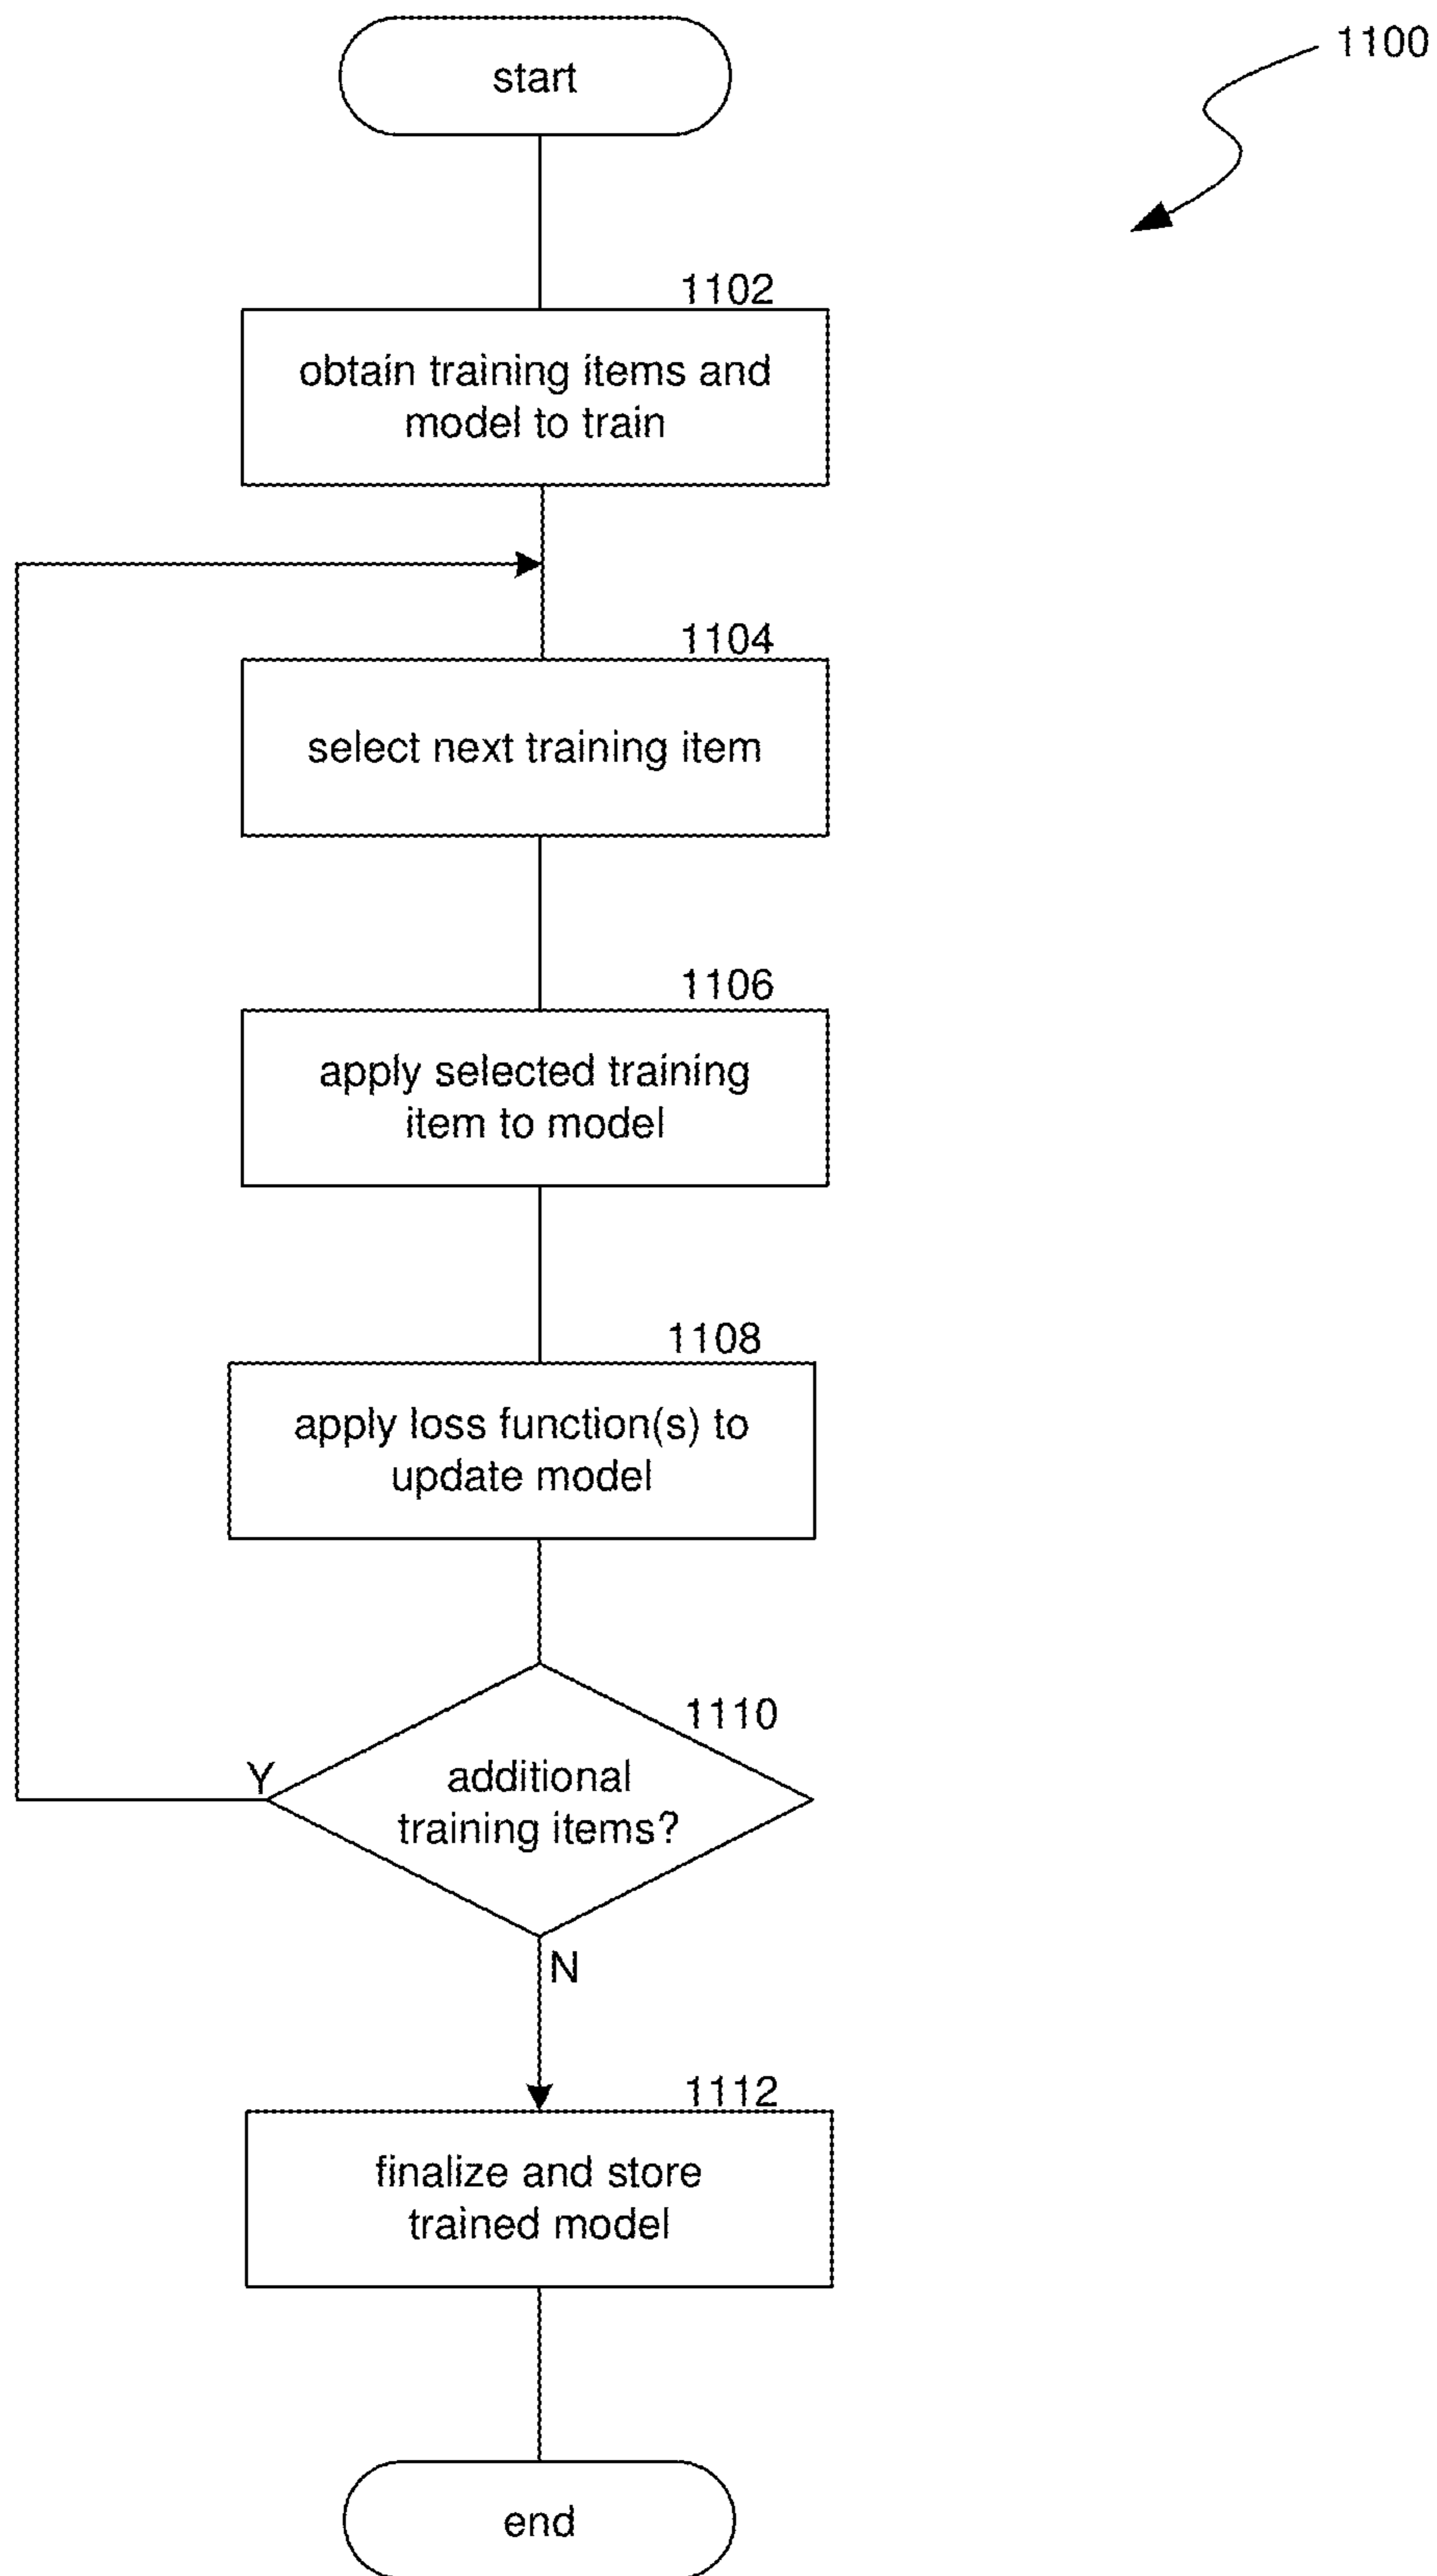 start
1100
1102
obtain training items and
model to train
1104
select next training item
1106
apply selected training
item to model
1108
apply loss function(s) to
update model
1110
Y
additional
training items?
N
1112
finalize and store
trained model
end